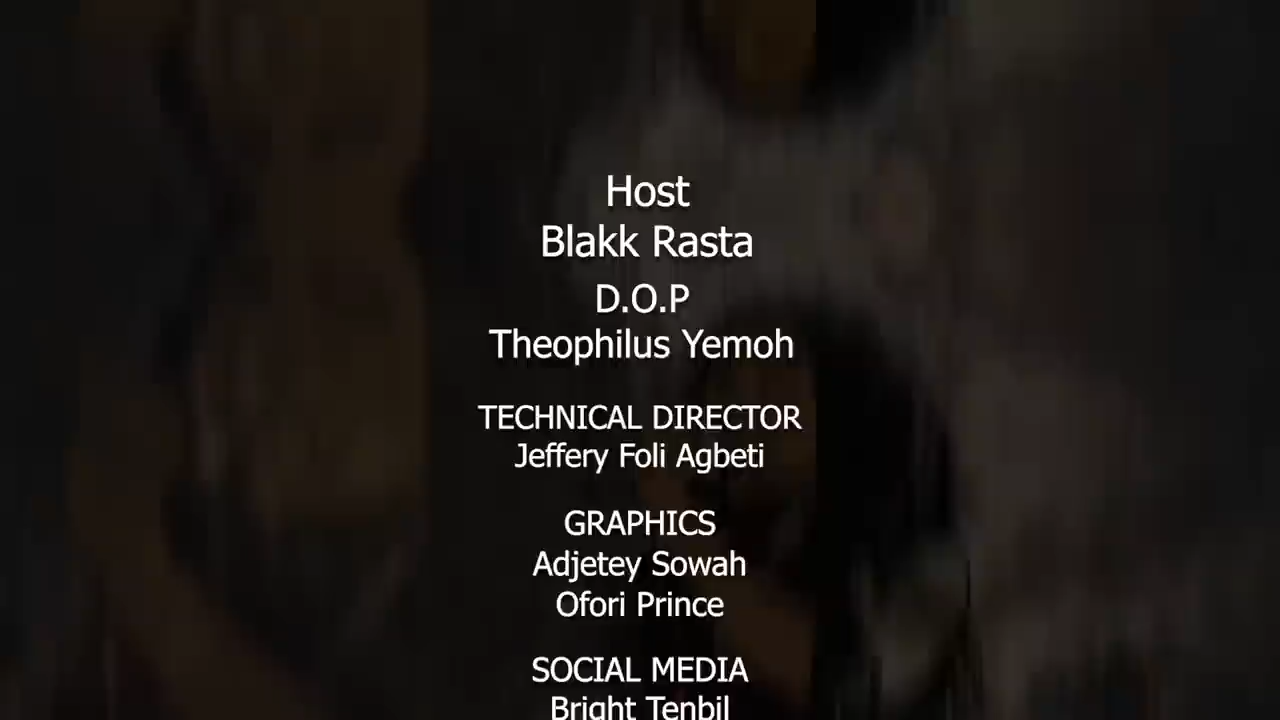 Host
Blakk Rasta
D.O.P
Theophilus Yemoh
TECHNICAL DIRECTOR
Jeffery Foli Agbeti
GRAPHICS
Adjetey Sowah
Ofori Prince
SOCIAL MEDIA
Bright Tenbil